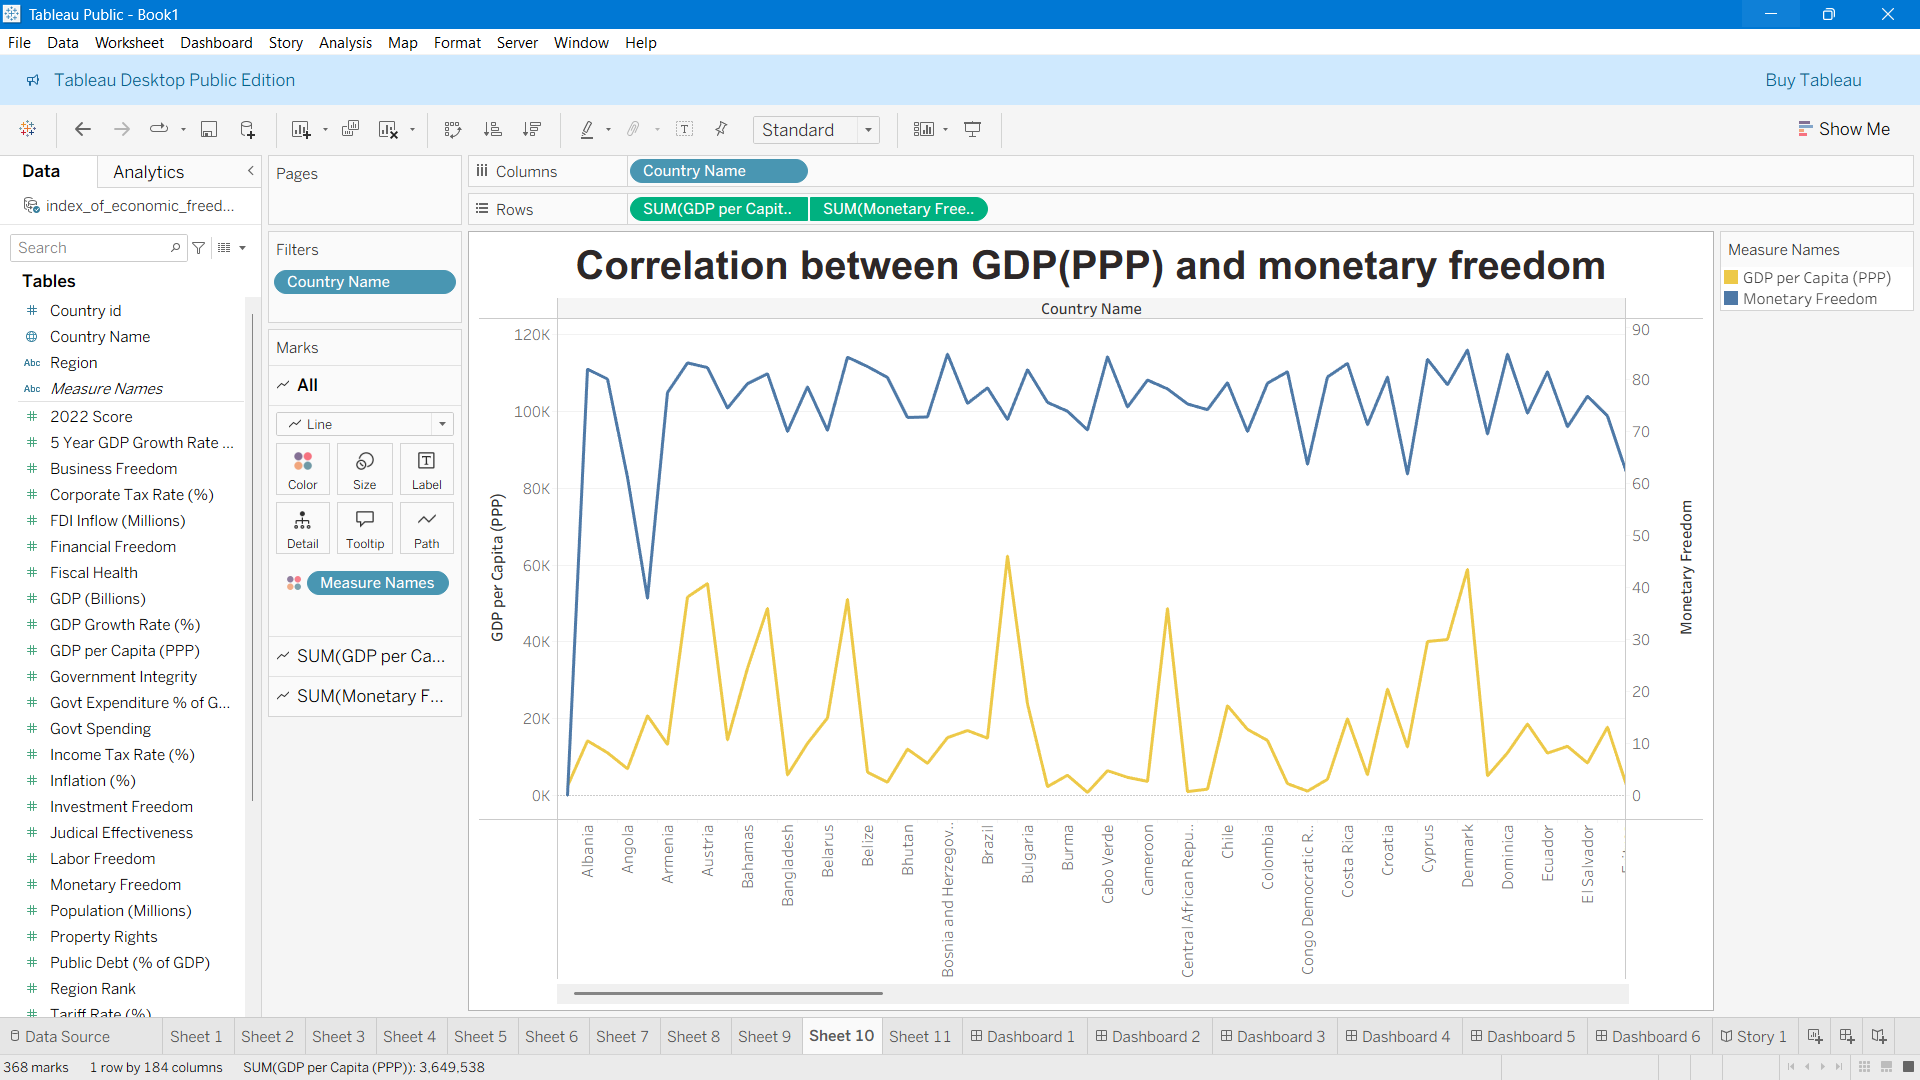 Tableau Public - Book1
File Data Worksheet Dashboard Story Analysis Map Format Server Window Help
Tableau Desktop Public Edition
Buy Tableau
Standard
Show Me
Data
Analytics
index_of_economic_freed...
Search
Tables
Country id
Country Name
Abc Region
Abc Measure Names
2022 Score
5 Year GDP Growth Rate ...
Business Freedom
Corporate Tax Rate (%)
FDI Inflow (Millions)
Financial Freedom
Fiscal Health
GDP (Billions)
GDP Growth Rate (%)
GDP per Capita (PPP)
Government Integrity
Govt Expenditure % of G...
Govt Spending
Income Tax Rate (%)
Inflation (%)
Investment Freedom
Judical Effectiveness
Labor Freedom
Monetary Freedom
Population (Millions)
Property Rights
Public Debt (% of GDP)
Region Rank
Tariff Rate (%)
Pages
Filters
Country Name
Marks
All
Line
Color
Size
Label
Detail
Tooltip
Path
Measure Names
SUM(GDP per Ca...
SUM(Monetary F...
Columns
Country Name
Rows
SUM(GDP per Capit..
SUM(Monetary Free..
Correlation between GDP(PPP) and monetary freedom
Country Name
GDP per Capita (PPP)
120K
100K
80K
60K
40K
20K
0K
90
80
70
60
50
40
30
20
10
0
Monetary Freedom
Albania
Angola
Armenia
Austria
Bahamas
Bangladesh
Belarus
Belize
Bhutan
Bosnia and Herzegov..
Brazil
Bulgaria
Burma
Cabo Verde
Cameroon
Central African Repu..
Chile
Colombia
Congo Democratic R..
Costa Rica
Croatia
Cyprus
Denmark
Dominica
Ecuador
El Salvador
Measure Names
GDP per Capita (PPP)
Monetary Freedom
Data Source
Sheet 1
Sheet 2
Sheet 3
Sheet 4
Sheet 5
Sheet 6
Sheet 7
Sheet 8
Sheet 9
Sheet 10
Sheet 11
Dashboard 1
Dashboard 2
Dashboard 3
Dashboard 4
Dashboard 5
Dashboard 6
Story 1
368 marks
1 row by 184 columns
SUM(GDP per Capita (PPP)): 3,649,538